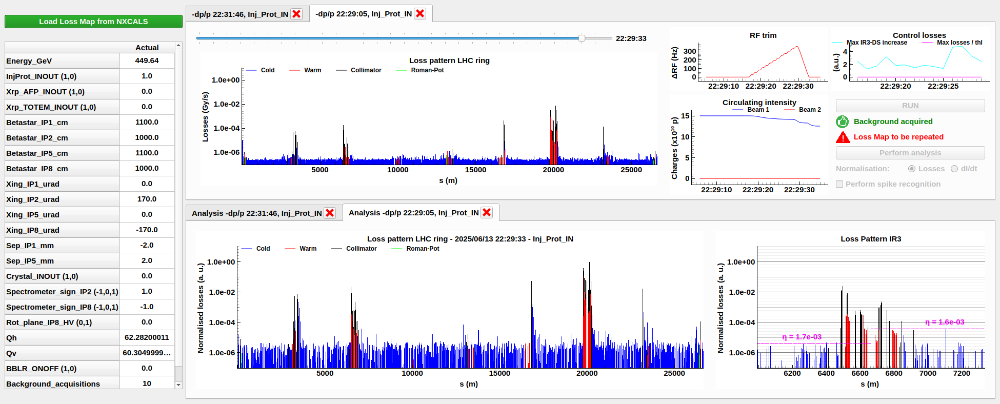 Load Loss Map from NXCALS
Actual
Energy_GeV 449.64
InjProt_INOUT (1,0) 1.0
Xrp_AFP_INOUT (1,0) 0.0
Xrp_TOTEM_INOUT (1,0) 0.0
Betastar_IP1_cm 1100.0
Betastar_IP2_cm 1000.0
Betastar_IP5_cm 1100.0
Betastar_IP8_cm 1000.0
Xing_IP1_urad 0.0
Xing_IP2_urad 170.0
Xing_IP5_urad 0.0
Xing_IP8_urad -170.0
Sep_IP1_mm -2.0
Sep_IP5_mm 2.0
Crystal_INOUT (1,0) 0.0
Spectrometer_sign_IP2 (-1,0,1) 1.0
Spectrometer_sign_IP8 (-1,0,1) -1.0
Rot_plane_IP8_HV (0,1) 0.0
Qh 62.28200011
Qv 60.3049999...
BBLR_ONOFF (1,0) 0.0
Background_acquisitions 10
-dp/p 22:31:46, Inj_Prot_IN
-dp/p 22:29:05, Inj_Prot_IN
22:29:33
Loss pattern LHC ring
Cold Warm Collimator Roman-Pot
Losses (Gy/s)
1.0e+00
1.0e-02
1.0e-04
1.0e-06
5000 10000 15000 20000 25000
s (m)
RF trim
ΔRF (Hz)
300
200
100
0
22:29:10 22:29:20 22:29:30
Control losses
Max IR3-DS increase Max losses / thl
(a.u.)
4
2
0
22:29:20 22:29:25
Circulating intensity
Beam 1 Beam 2
Charges (x10¹⁰ p)
15
10
5
0
22:29:10 22:29:20 22:29:30
RUN
Background acquired
Loss Map to be repeated
Perform analysis
Normalisation: Losses dI/dt
Perform spike recognition
Analysis -dp/p 22:31:46, Inj_Prot_IN
Analysis -dp/p 22:29:05, Inj_Prot_IN
Loss pattern LHC ring - 2025/06/13 22:29:33 - Inj_Prot_IN
Cold Warm Collimator Roman-Pot
Normalised losses (a. u.)
1.0e+00
1.0e-02
1.0e-04
1.0e-06
5000 10000 15000 20000 25000
s (m)
Loss Pattern IR3
Normalised losses (a. u.)
1.0e+00
1.0e-02
1.0e-04
1.0e-06
η = 1.6e-03
η = 1.7e-03
6200 6400 6600 6800 7000 7200
s (m)